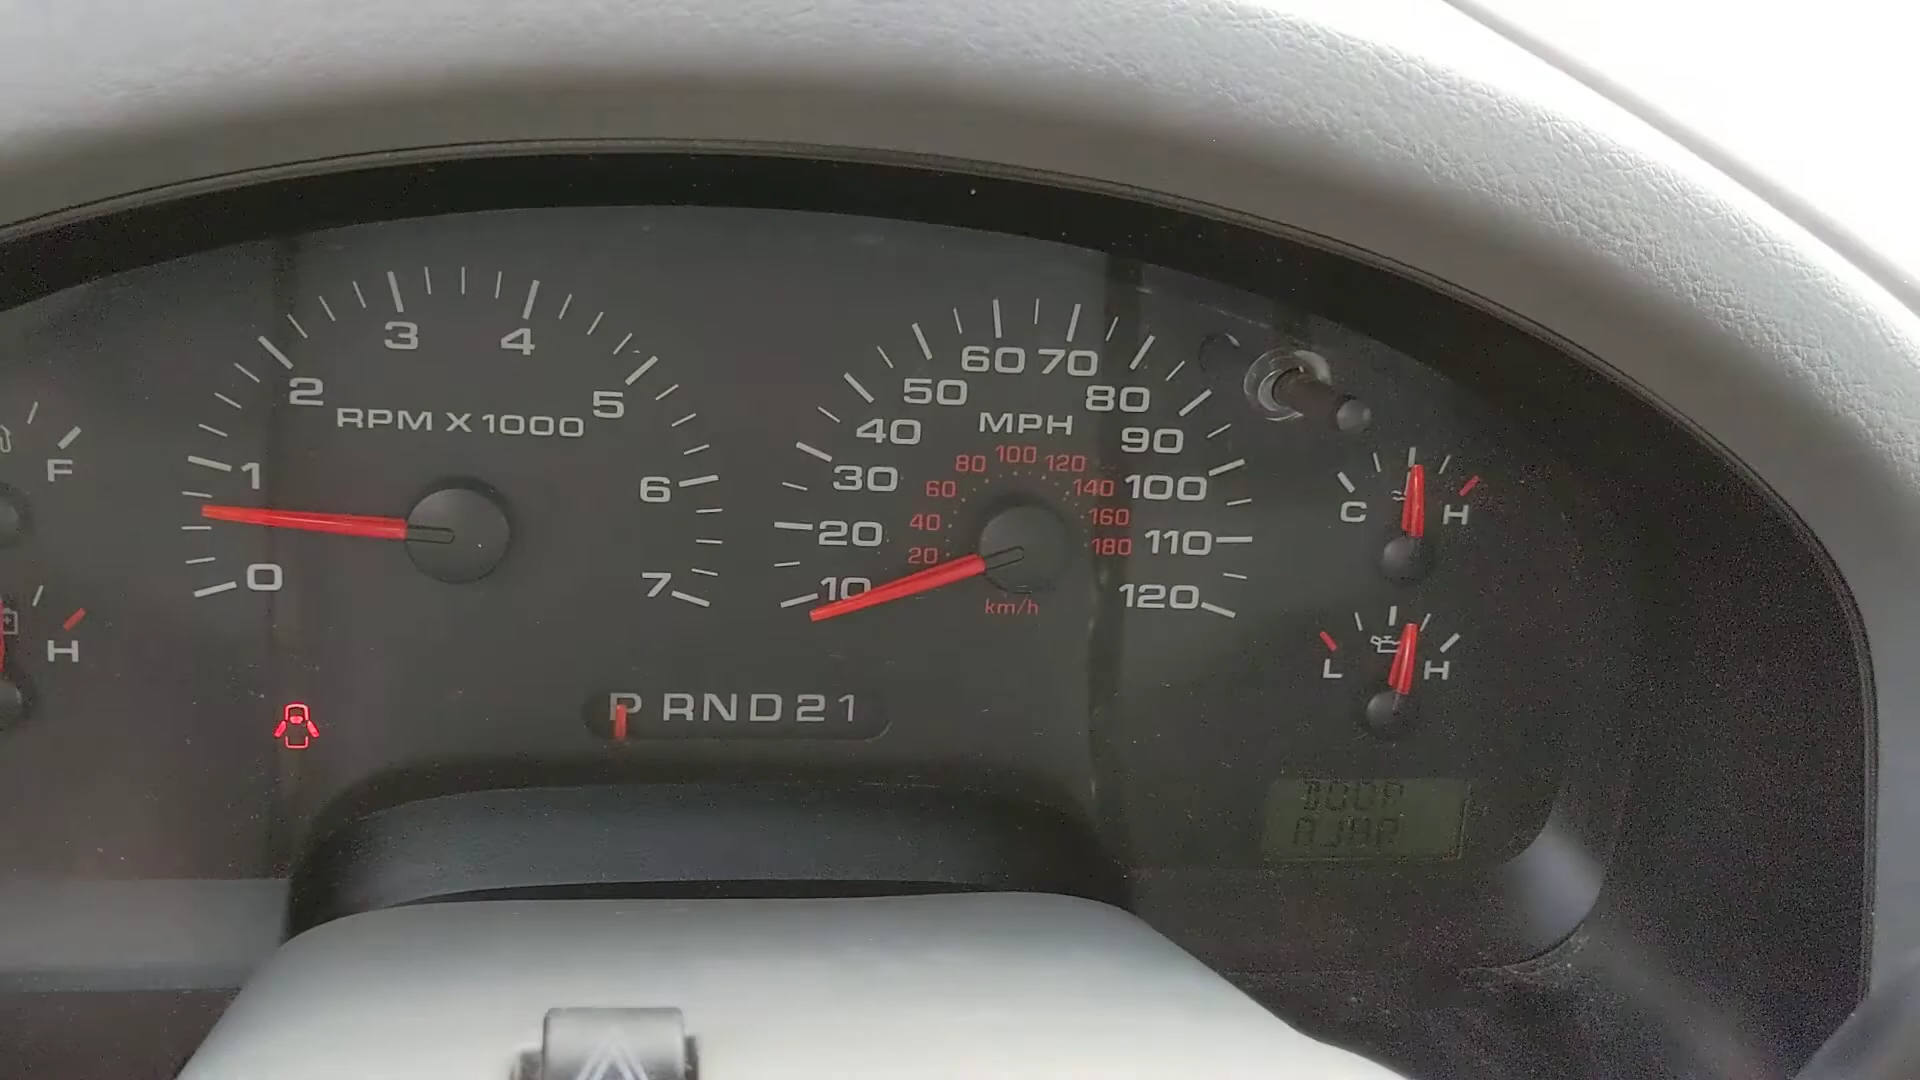 3 4
2 5
RPM X 1000
1 6
0 7
F
H
60 70
50 80
MPH
40 90
30 100
20 110
10 120
80 100 120
60 140
40 160
20 180
km/h
C H
L H
P R N D 2 1
DOOR
AJAR